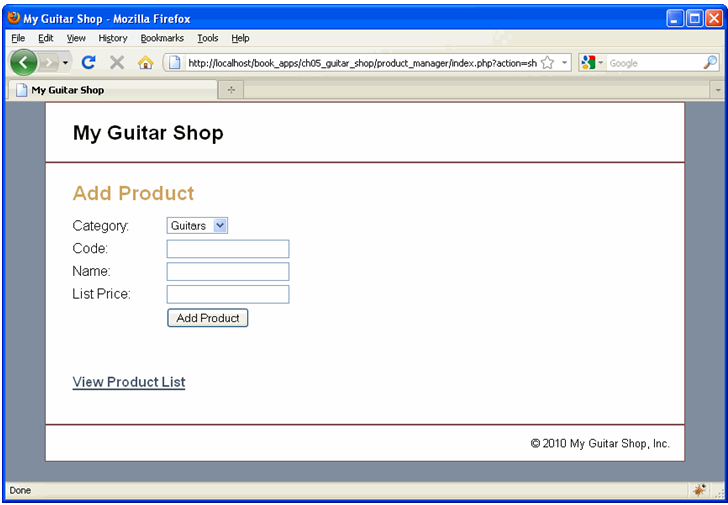 My Guitar Shop - Mozilla Firefox
File Edit View History Bookmarks Tools Help
http://localhost/book_apps/ch05_guitar_shop/product_manager/index.php?action=sh Google
My Guitar Shop
My Guitar Shop
Add Product
Category: Guitars
Code:
Name:
List Price:
Add Product
View Product List
© 2010 My Guitar Shop, Inc.
Done